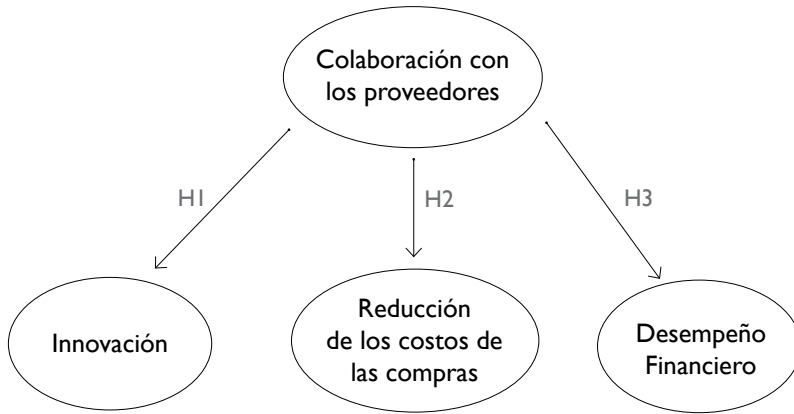 Colaboración con
los proveedores
H1
H2
H3
Innovación
Reducción
de los costos de
las compras
Desempeño
Financiero